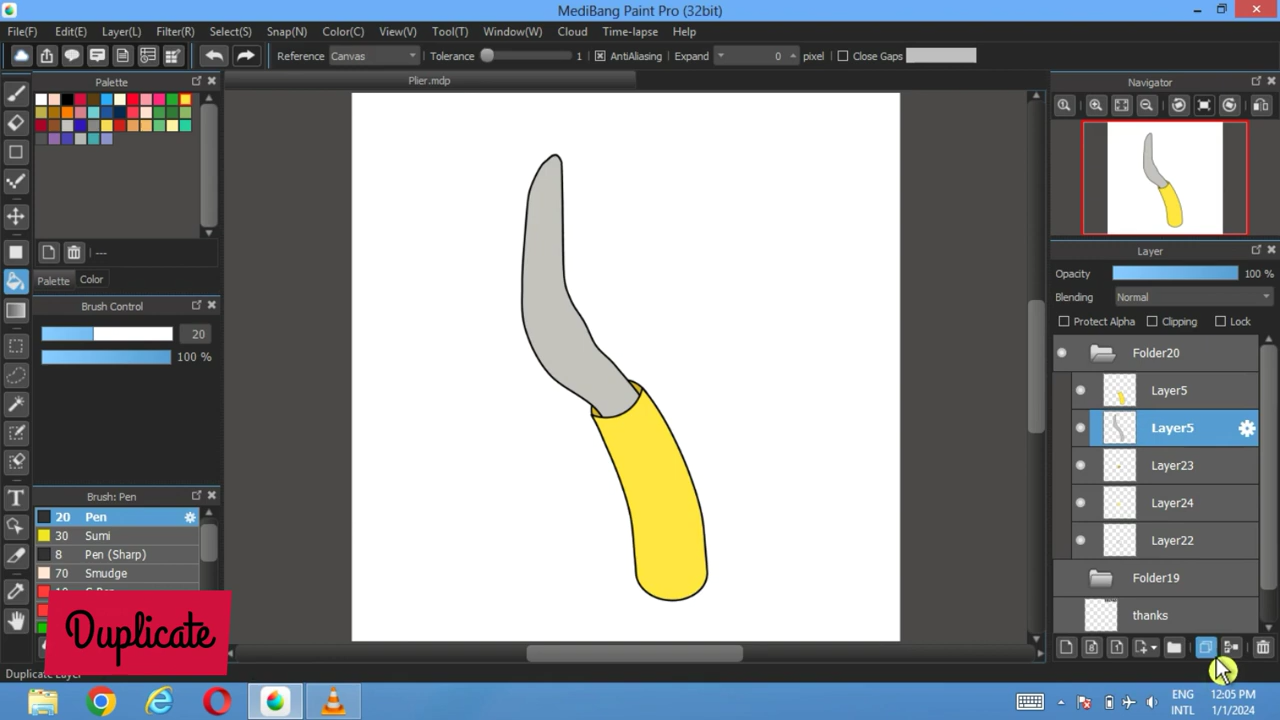 MediBang Paint Pro (32bit)
File(F) Edit(E) Layer(L) Filter(R) Select(S) Snap(N) Color(C) View(V) Tool(T) Window(W) Cloud Time-lapse Help
Reference Canvas Tolerance 1 AntiAliasing Expand 0 pixel Close Gaps
Palette
Plier.mdp
Navigator
---
Palette Color
Brush Control
20
100 %
Brush: Pen
20 Pen
30 Sumi
8 Pen (Sharp)
70 Smudge
Duplicate
Duplicate Layer
Layer
Opacity 100 %
Blending Normal
Protect Alpha Clipping Lock
Folder20
Layer5
Layer5
Layer23
Layer24
Layer22
Folder19
thanks
ENG
INTL
12:05 PM
1/1/2024